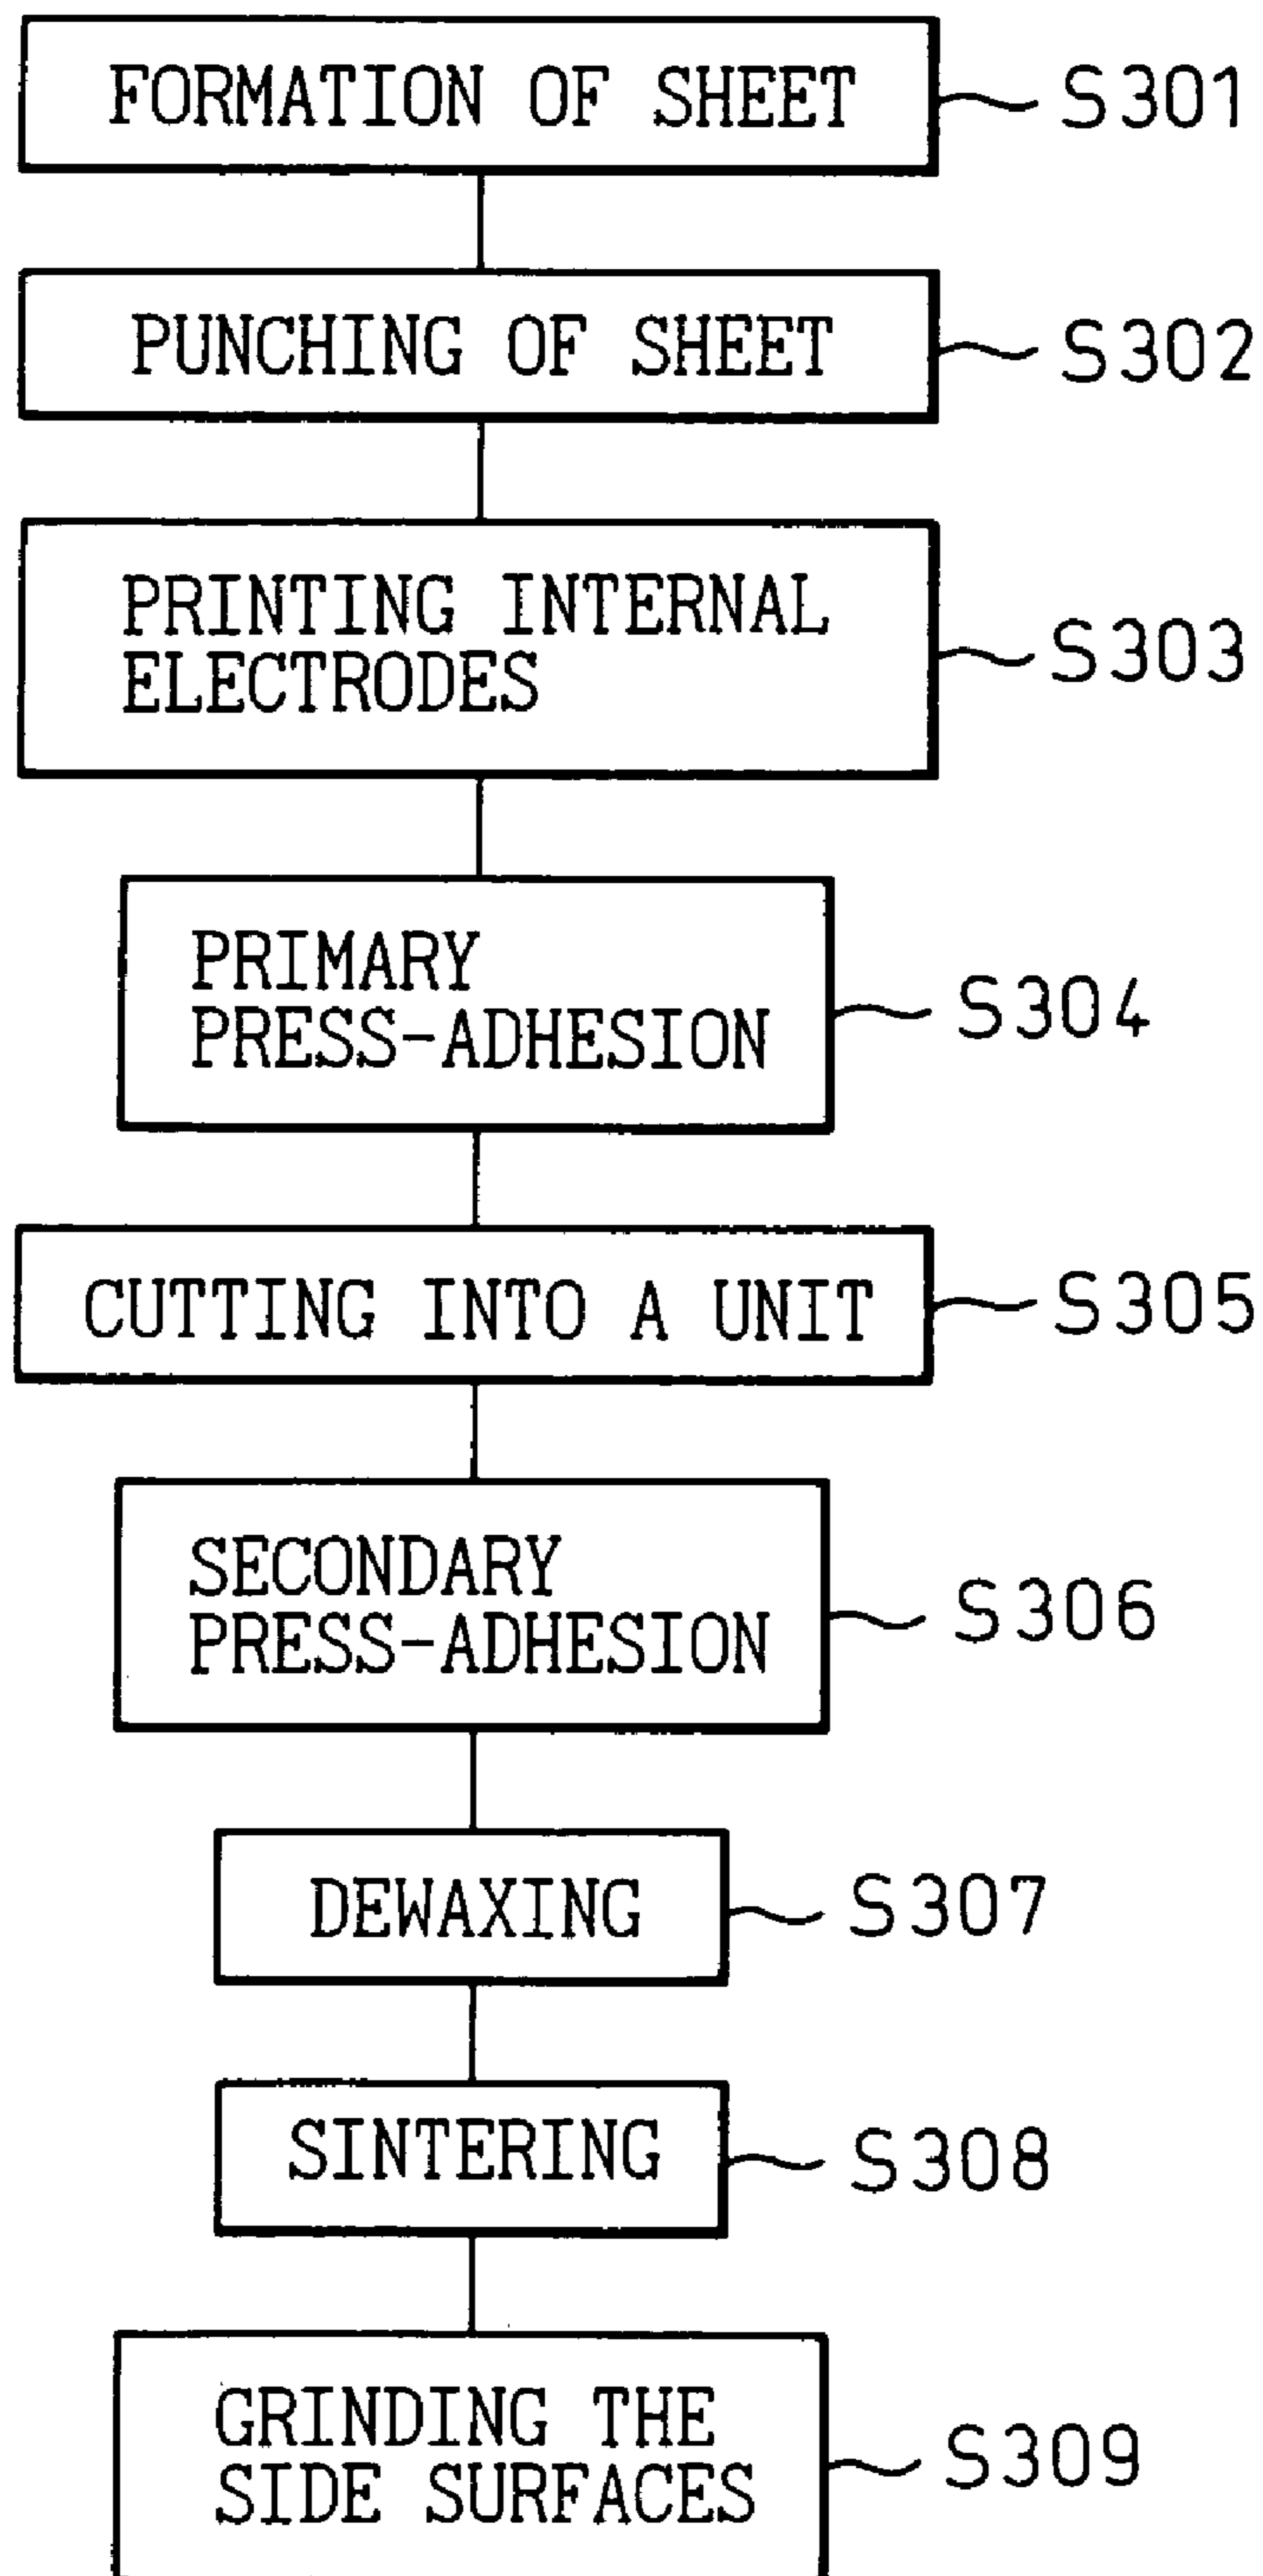 FORMATION OF SHEET
S301
PUNCHING OF SHEET
S302
PRINTING INTERNAL
ELECTRODES
S303
PRIMARY
PRESS-ADHESION
S304
CUTTING INTO A UNIT
S305
SECONDARY
PRESS-ADHESION
S306
DEWAXING
S307
SINTERING
S308
GRINDING THE
SIDE SURFACES
S309